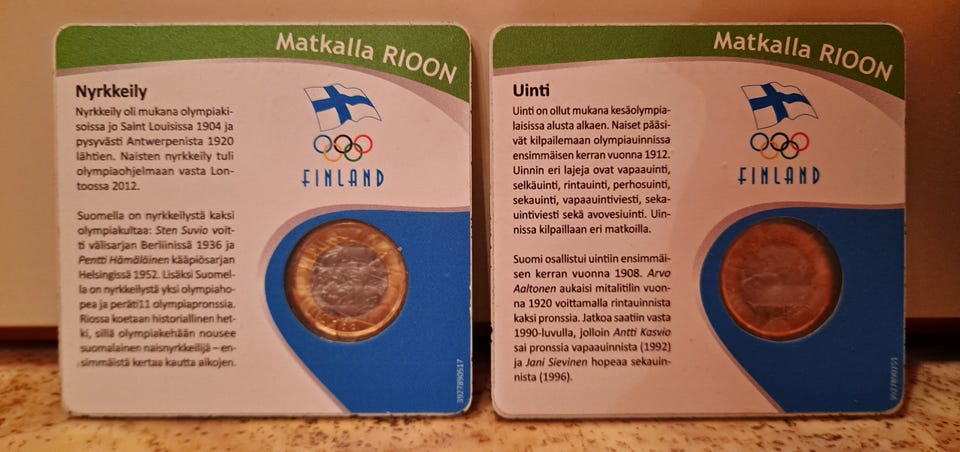 Matkalla RIOON
Nyrkkeily
Nyrkkeily oli mukana olympiaki-
soissa jo Saint Louisissa 1904 ja
pysyvästi Antwerpenista 1920
lähtien. Naisten nyrkkeily tuli
olympiaohjelmaan vasta Lon-
toossa 2012.
Suomella on nyrkkeilystä kaksi
olympiakultaa: Sten Suvio voit-
ti välisarjan Berliinissä 1936 ja
Pentti Hämäläinen kääpiösarjan
Helsingissä 1952. Lisäksi Suomel-
la on nyrkkeilystä yksi olympiaho-
pea ja peräti11 olympiapronssia.
Riossa koetaan historiallinen het-
ki, sillä olympiakehään nousee
suomalainen naisnyrkkeilijä – en-
simmäistä kertaa kautta aikojen.
FINLAND
3927890517
Matkalla RIOON
Uinti
Uinti on ollut mukana kesäolympia-
laisissa alusta alkaen. Naiset pääsi-
vät kilpailemaan olympiauinnissa
ensimmäisen kerran vuonna 1912.
Uinnin eri lajeja ovat vapaauinti,
selkäuinti, rintauinti, perhosuinti,
sekauinti, vapaauintiviesti, seka-
uintiviesti sekä avovesiuinti. Uin-
nissa kilpaillaan eri matkoilla.
Suomi osallistui uintiin ensimmäi-
sen kerran vuonna 1908. Arvo
Aaltonen aukaisi mitalitilin vuon-
na 1920 voittamalla rintauinnista
kaksi pronssia. Jatkoa saatiin vasta
1990-luvulla, jolloin Antti Kasvio
sai pronssia vapaauinnista (1992)
ja Jani Sievinen hopeaa sekauin-
nista (1996).
FINLAND